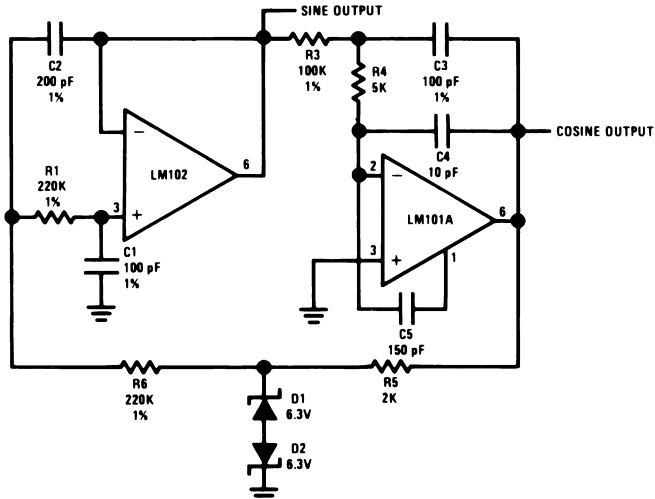 SINE OUTPUT
C2
200 pF
1%
R3
100K
1%
R4
5K
C3
100 pF
1%
COSINE OUTPUT
C4
10 pF
−
LM102
6
R1
220K
1%
3
+
C1
100 pF
1%
2
−
LM101A
6
3
+
1
C5
150 pF
R6
220K
1%
R5
2K
D1
6.3V
D2
6.3V